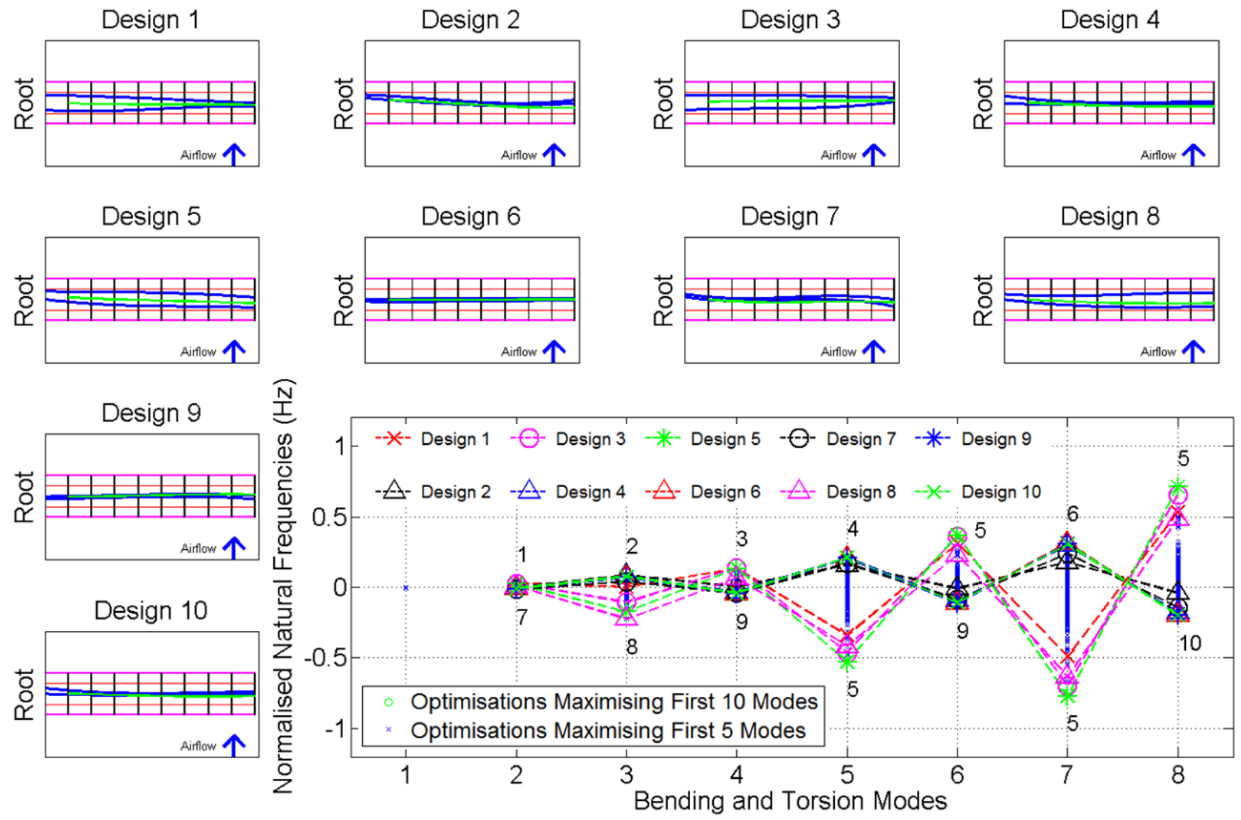 Design 1
Design 2
Design 3
Design 4
Root
Airflow
Root
Airflow
Root
Airflow
Root
Airflow
Design 5
Design 6
Design 7
Design 8
Root
Airflow
Root
Airflow
Root
Airflow
Root
Airflow
Design 9
Root
Airflow
Design 10
Root
Airflow
Normalised Natural Frequencies (Hz)
1
0.5
0
-0.5
-1
Design 1
Design 3
Design 5
Design 7
Design 9
Design 2
Design 4
Design 6
Design 8
Design 10
1
2
3
4
5
6
5
7
8
9
5
9
5
10
Optimisations Maximising First 10 Modes
Optimisations Maximising First 5 Modes
1
2
3
4
5
6
7
8
Bending and Torsion Modes